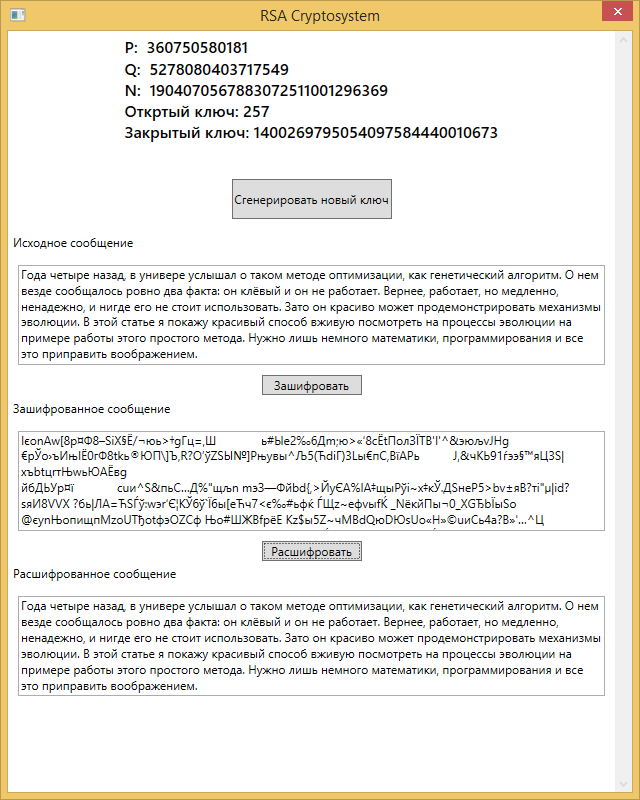 RSA Cryptosystem
P: 360750580181
Q: 5278080403717549
N: 1904070567883072511001296369
Откртый ключ: 257
Закрытый ключ: 1400269795054097584440010673
Сгенерировать новый ключ
Исходное сообщение
Года четыре назад, в универе услышал о таком методе оптимизации, как генетический алгоритм. О нем
везде сообщалось ровно два факта: он клёвый и он не работает. Вернее, работает, но медленно,
ненадежно, и нигде его не стоит использовать. Зато он красиво может продемонстрировать механизмы
эволюции. В этой статье я покажу красивый способ вживую посмотреть на процессы эволюции на
примере работы этого простого метода. Нужно лишь немного математики, программирования и все
это приправить воображением.
Зашифровать
Зашифрованное сообщение
Расшифровать
Расшифрованное сообщение
Года четыре назад, в универе услышал о таком методе оптимизации, как генетический алгоритм. О нем
везде сообщалось ровно два факта: он клёвый и он не работает. Вернее, работает, но медленно,
ненадежно, и нигде его не стоит использовать. Зато он красиво может продемонстрировать механизмы
эволюции. В этой статье я покажу красивый способ вживую посмотреть на процессы эволюции на
примере работы этого простого метода. Нужно лишь немного математики, программирования и все
это приправить воображением.